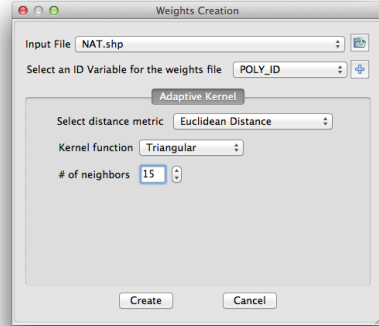 Weights Creation
Input File NAT.shp
Select an ID Variable for the weights file POLY_ID
Adaptive Kernel
Select distance metric Euclidean Distance
Kernel function Triangular
# of neighbors 15
Create Cancel